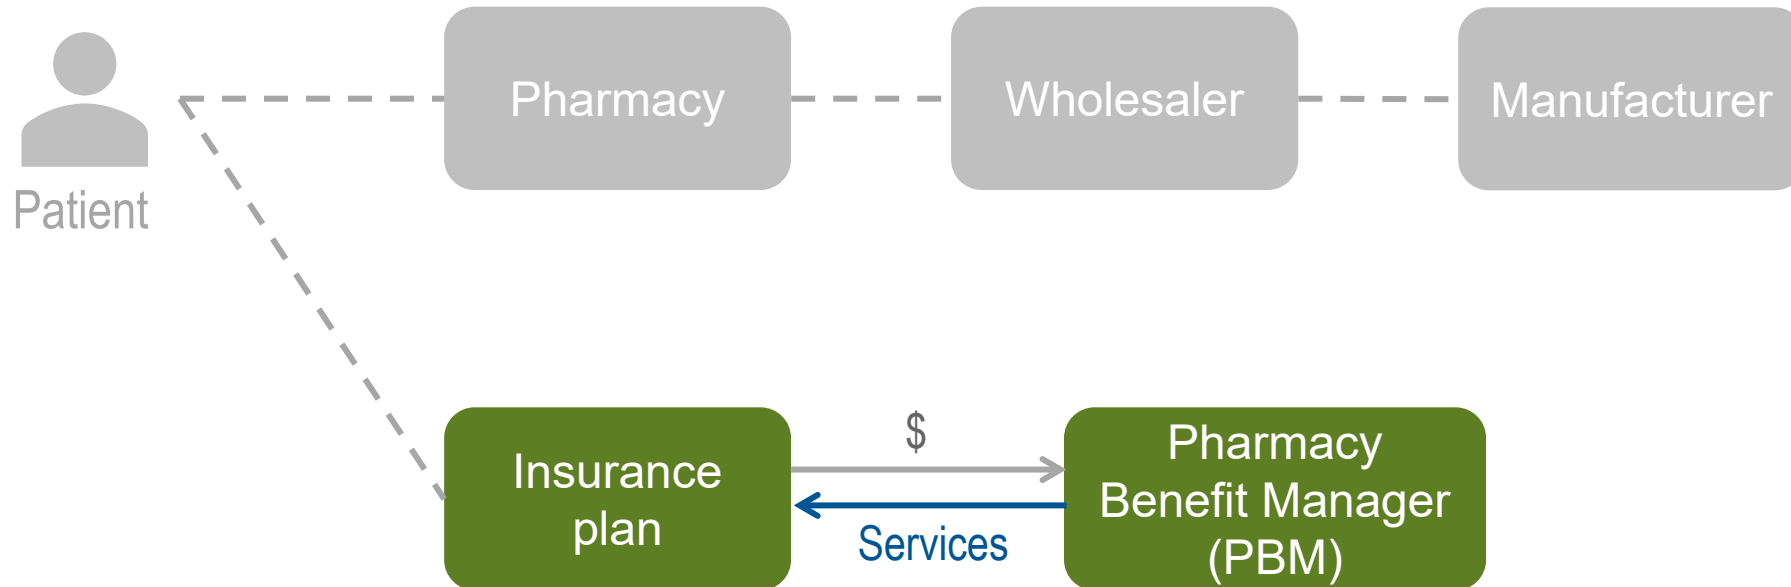 Patient
Pharmacy
Wholesaler
Manufacturer
Insurance
plan
$
Services
Pharmacy
Benefit Manager
(PBM)